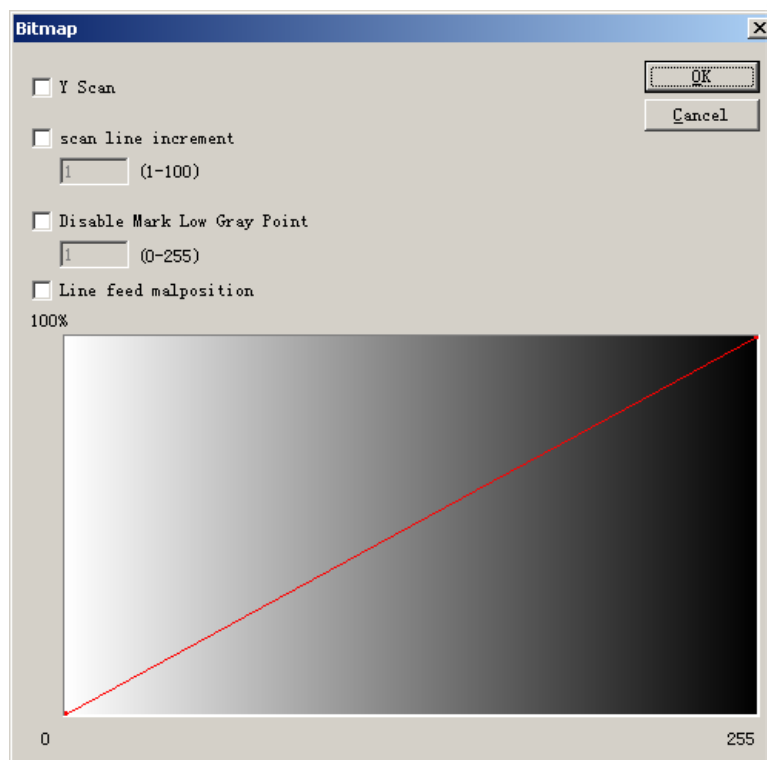 Bitmap
Y Scan
OK
Cancel
scan line increment
1 (1-100)
Disable Mark Low Gray Point
1 (0-255)
Line feed malposition
100%
0 255